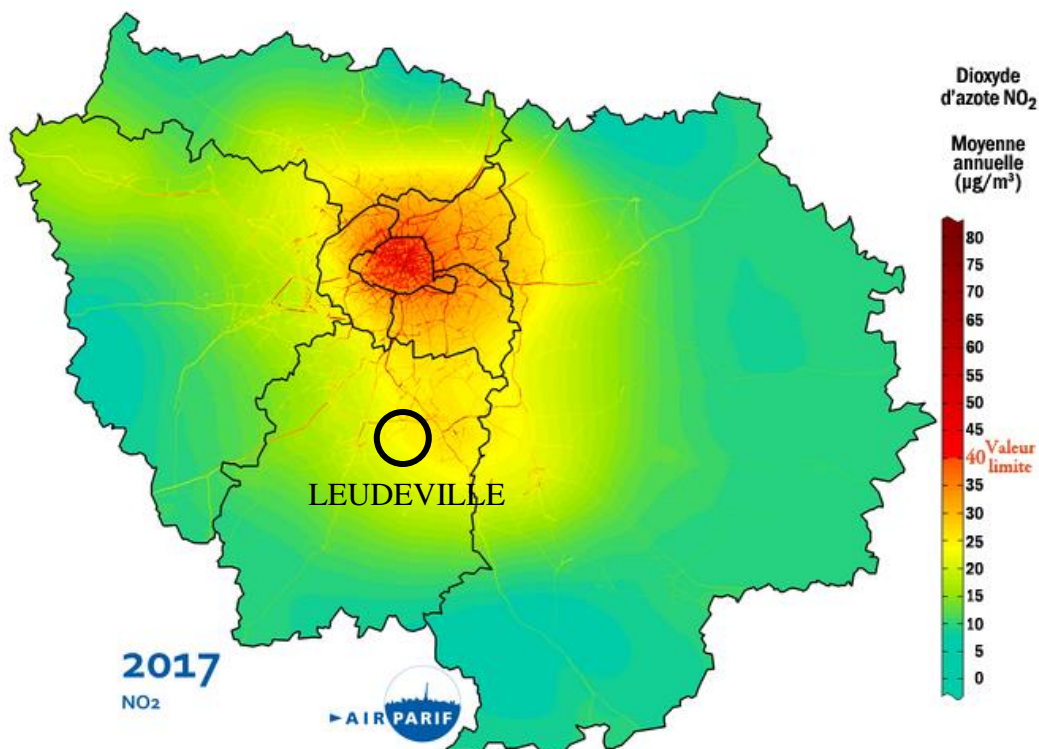 Dioxyde
d'azote NO2
Moyenne
annuelle
(µg/m³)
80
75
70
65
60
55
50
45
40 Valeur
limite
35
30
25
20
15
10
5
0
LEUDEVILLE
2017
NO2
AIRPARIF